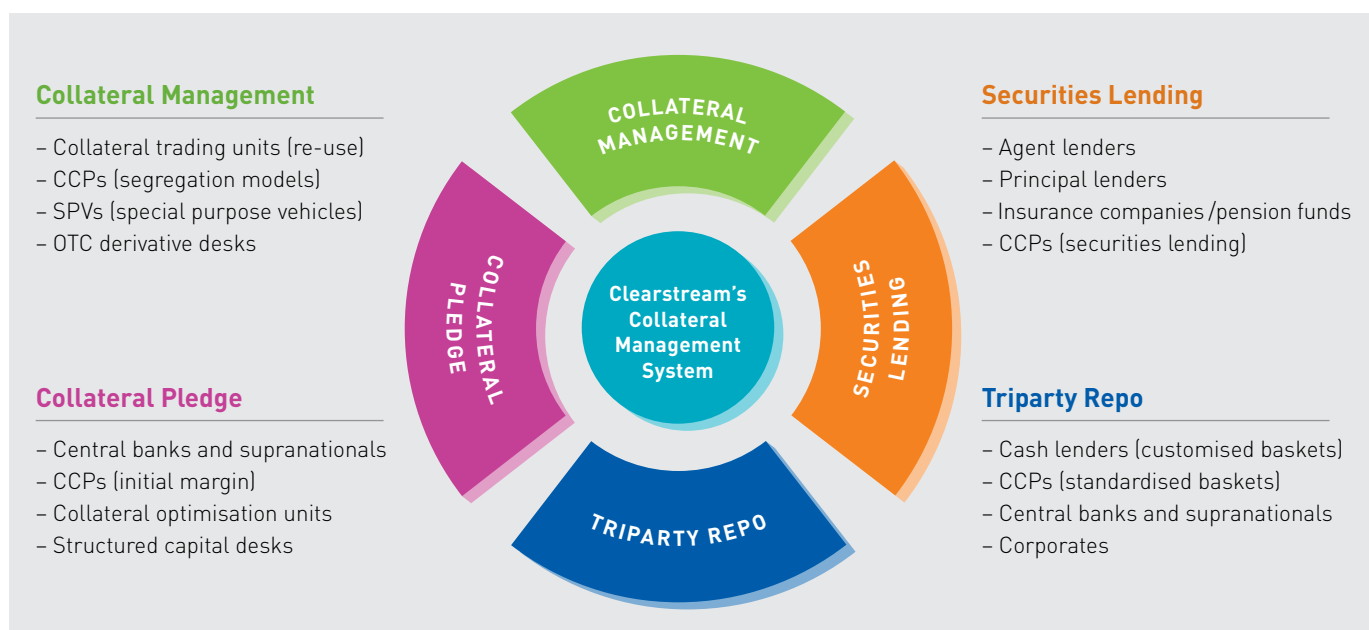 Collateral Management
– Collateral trading units (re-use)
– CCPs (segregation models)
– SPVs (special purpose vehicles)
– OTC derivative desks
Collateral Pledge
– Central banks and supranationals
– CCPs (initial margin)
– Collateral optimisation units
– Structured capital desks
COLLATERAL
MANAGEMENT
COLLATERAL
PLEDGE
Clearstream's
Collateral
Management
System
SECURITIES
LENDING
TRIPARTY REPO
Securities Lending
– Agent lenders
– Principal lenders
– Insurance companies/pension funds
– CCPs (securities lending)
Triparty Repo
– Cash lenders (customised baskets)
– CCPs (standardised baskets)
– Central banks and supranationals
– Corporates